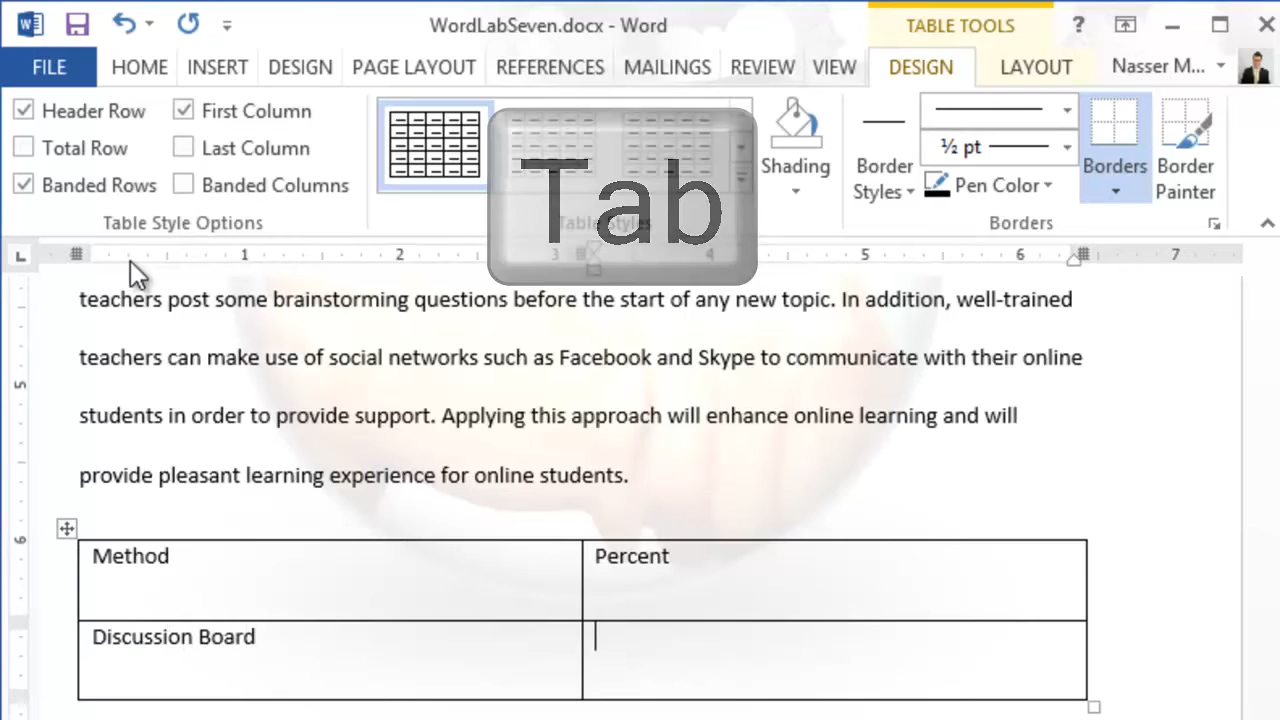 WordLabSeven.docx - Word
TABLE TOOLS
?
FILE
HOME
INSERT
DESIGN
PAGE LAYOUT
REFERENCES
MAILINGS
REVIEW
VIEW
DESIGN
LAYOUT
Nasser M...
Header Row
First Column
Total Row
Last Column
Banded Rows
Banded Columns
Table Style Options
Tab
Table Styles
Shading
Border
Styles
½ pt
Pen Color
Borders
Border
Painter
Borders
L
1 2 3 4 5 6 7
teachers post some brainstorming questions before the start of any new topic. In addition, well-trained
teachers can make use of social networks such as Facebook and Skype to communicate with their online
students in order to provide support. Applying this approach will enhance online learning and will
provide pleasant learning experience for online students.
5
6
Method
Percent
Discussion Board